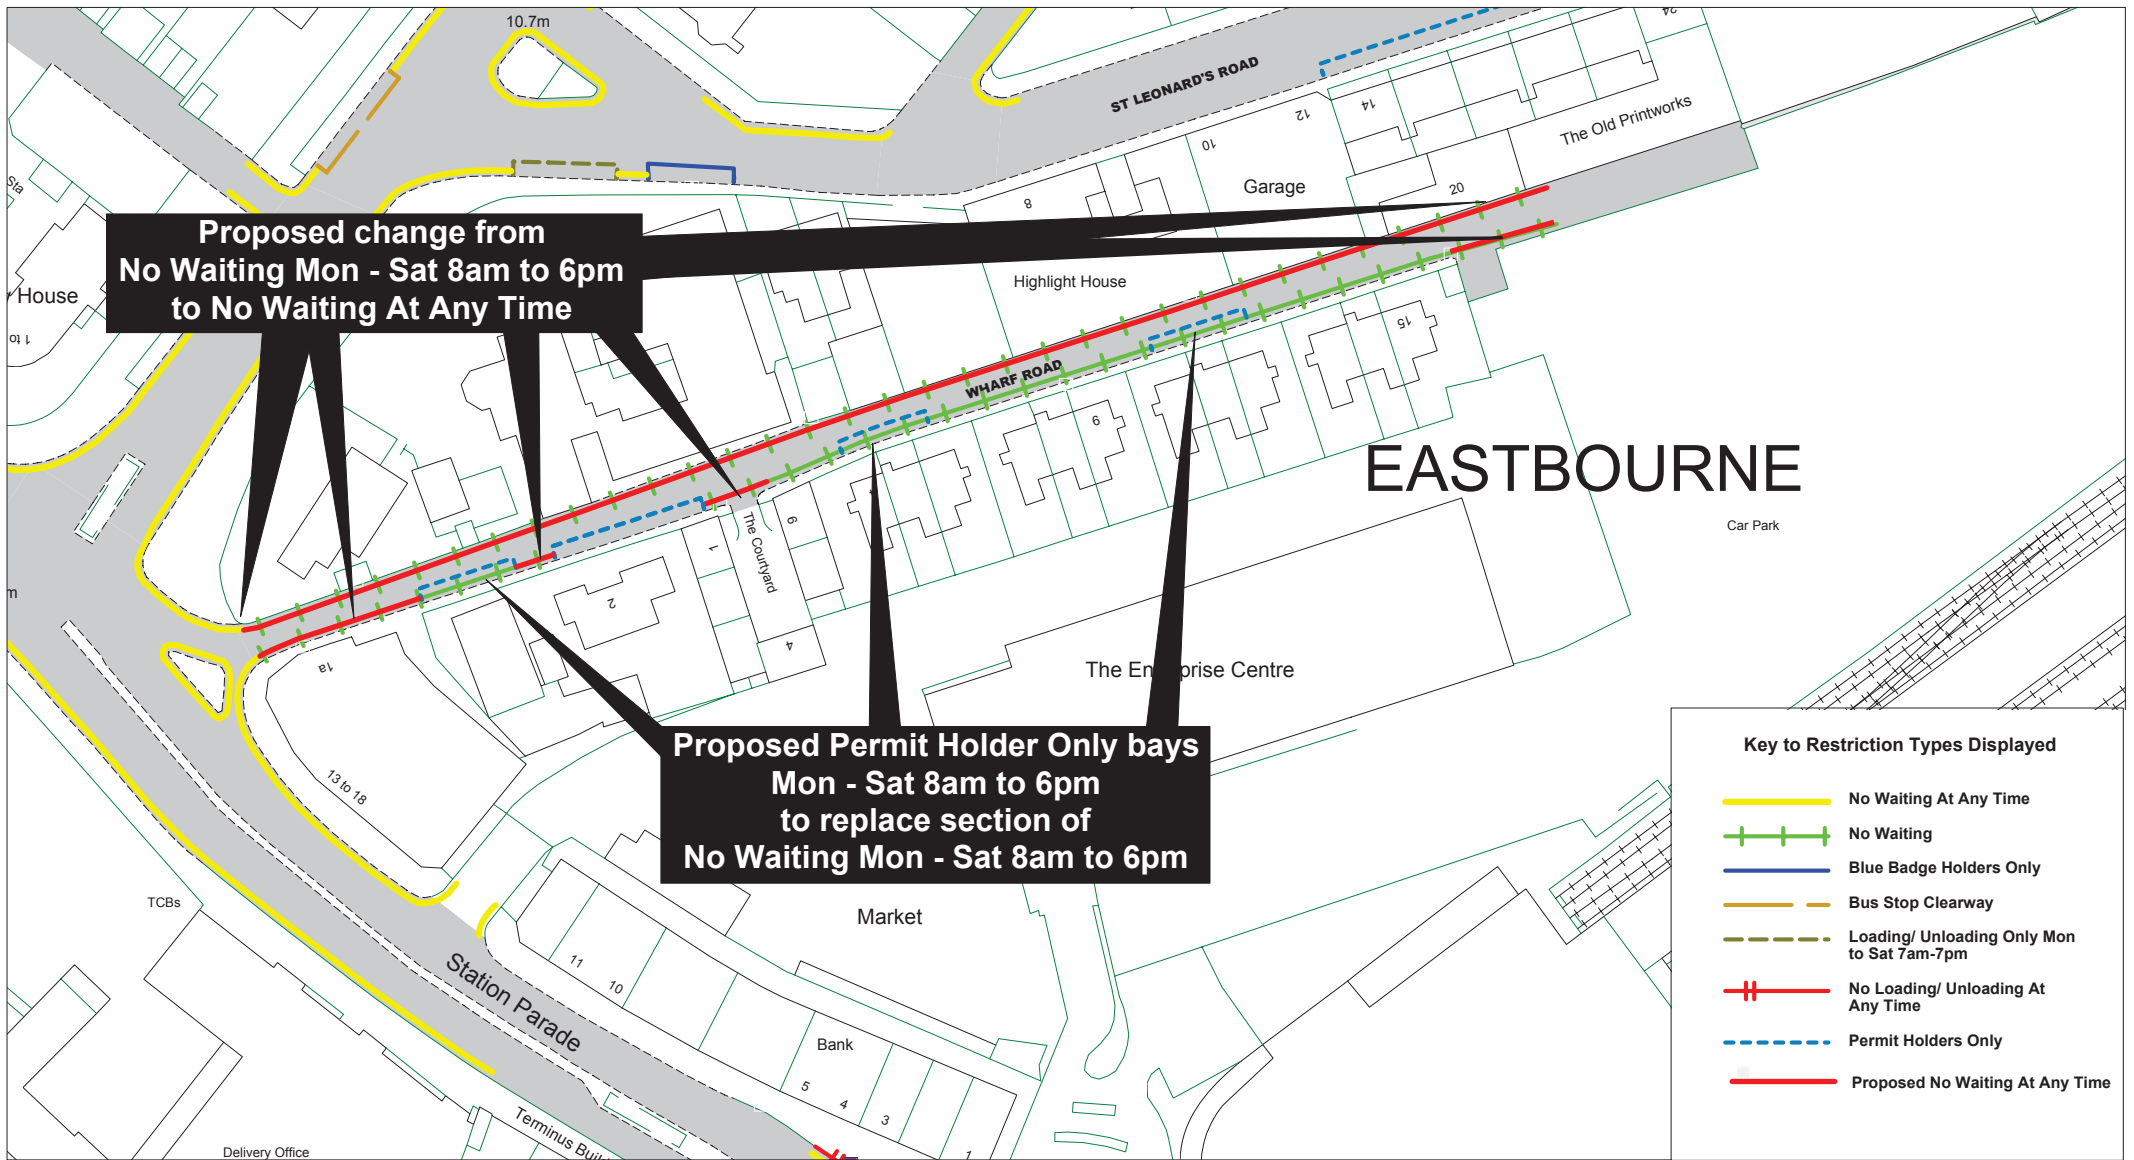 10.7m
ST LEONARD'S ROAD
24
14
12
10
The Old Printworks
Sta
Garage
20
8
Proposed change from
No Waiting Mon - Sat 8am to 6pm
to No Waiting At Any Time
Highlight House
House
1 to
15
WHARF ROAD
9
EASTBOURNE
Car Park
The Courtyard
6
1
2
4
m
1a
The Enterprise Centre
13 to 18
Proposed Permit Holder Only bays
Mon - Sat 8am to 6pm
to replace section of
No Waiting Mon - Sat 8am to 6pm
Key to Restriction Types Displayed
No Waiting At Any Time
No Waiting
Blue Badge Holders Only
Bus Stop Clearway
Loading/ Unloading Only Mon
to Sat 7am-7pm
No Loading/ Unloading At
Any Time
Permit Holders Only
Proposed No Waiting At Any Time
TCBs
Market
Station Parade
11
10
Bank
5
4
3
1
Terminus Buil
Delivery Office